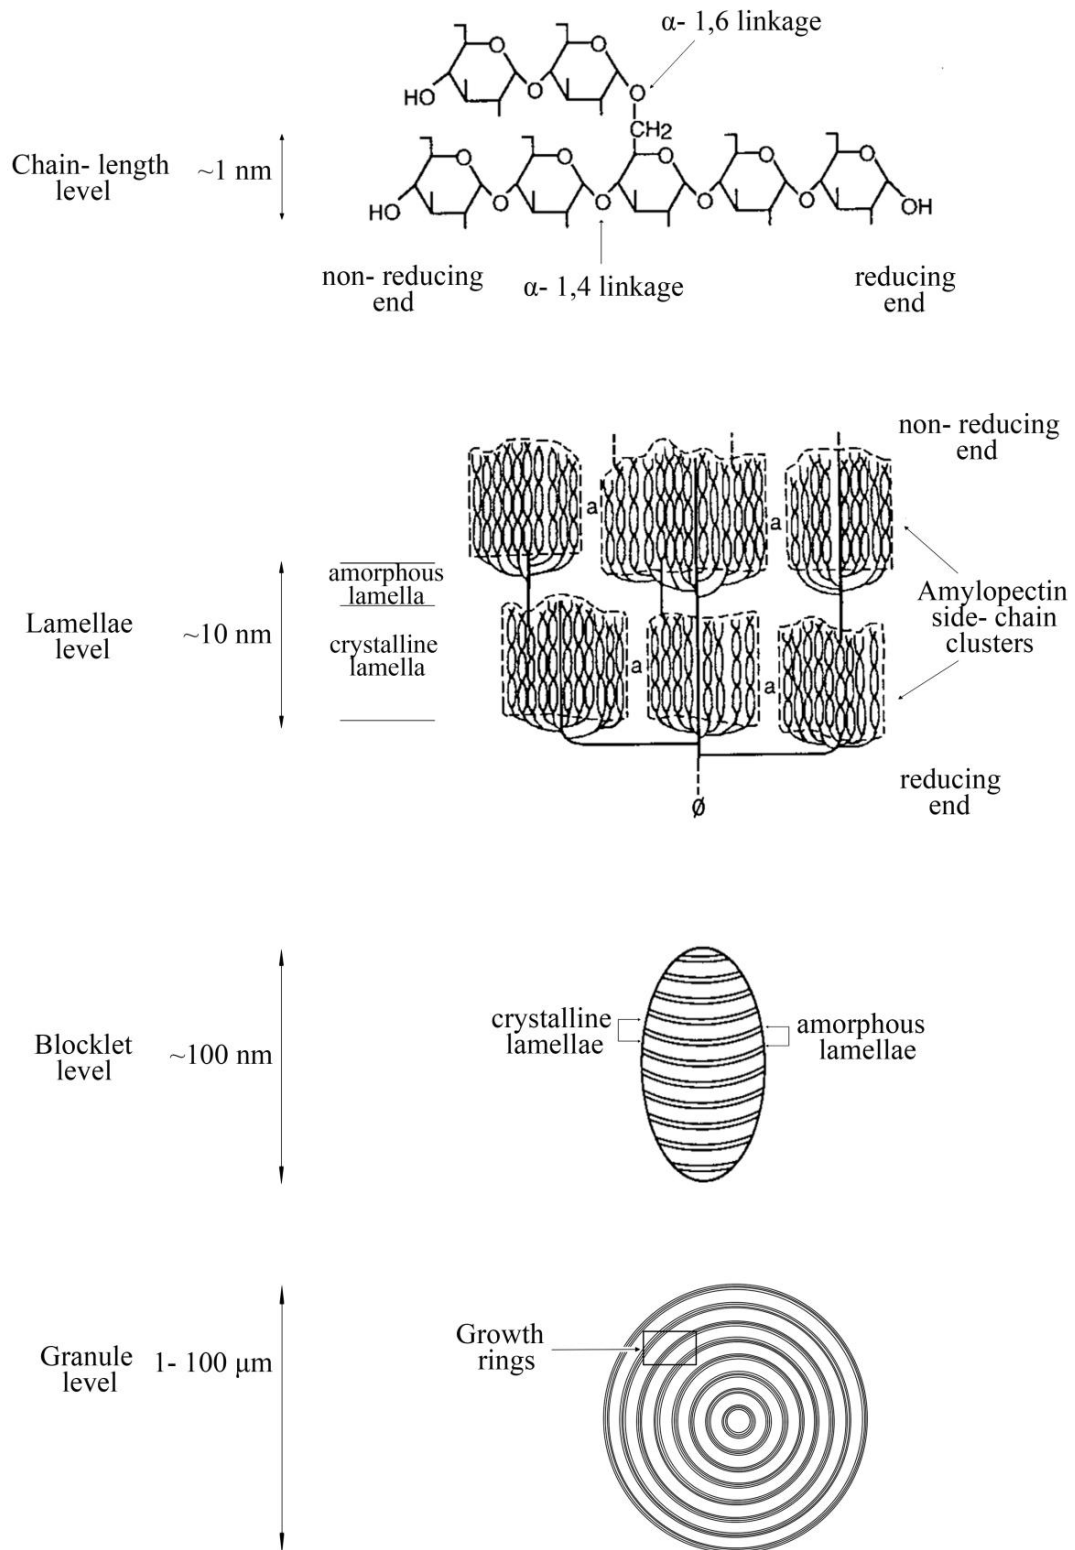 α- 1,6 linkage
O
O
HO
O
O
CH2
Chain- length
level
~1 nm
O
O
O
O
O
HO
O
O
O
O
OH
non- reducing
end
α- 1,4 linkage
reducing
end
non- reducing
end
a
a
amorphous
lamella
Amylopectin
side- chain
clusters
Lamellae
level
~10 nm
crystalline
lamella
a
a
reducing
end
Ø
crystalline
lamellae
amorphous
lamellae
Blocklet
level
~100 nm
Growth
rings
Granule
level
1- 100 μm